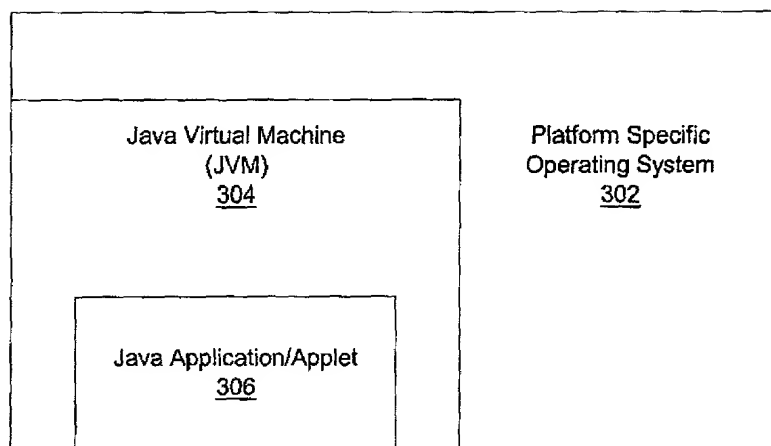 Java Virtual Machine
(JVM)
304
Platform Specific
Operating System
302
Java Application/Applet
306